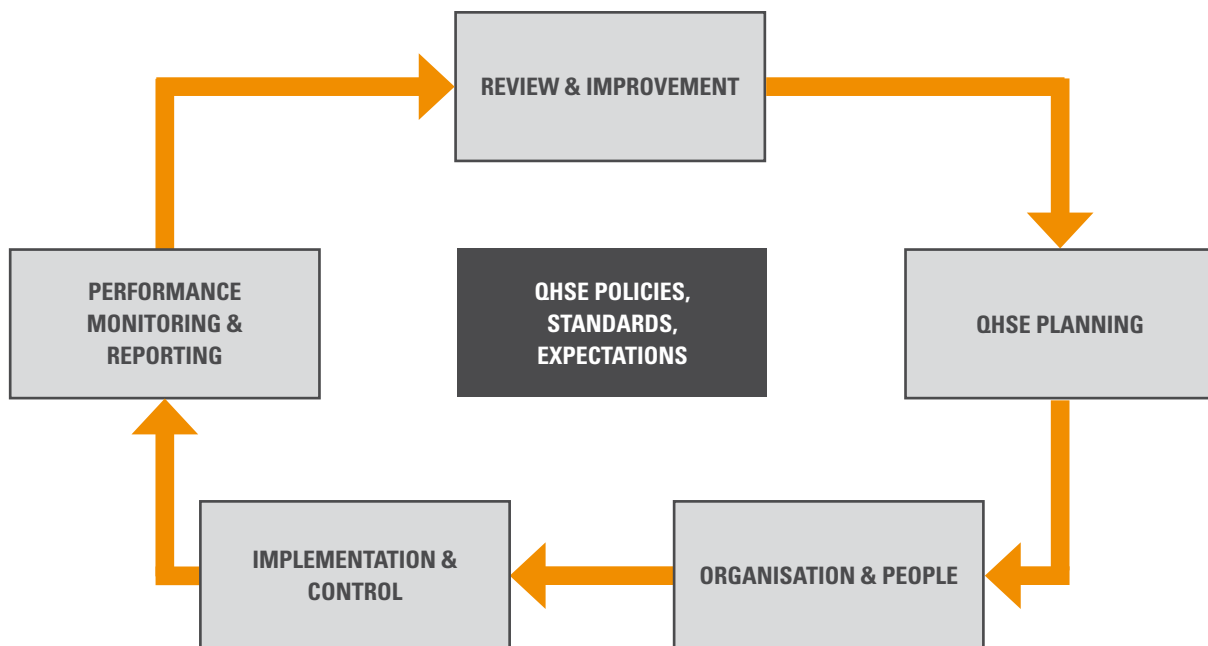 REVIEW & IMPROVEMENT
PERFORMANCE
MONITORING &
REPORTING
QHSE POLICIES,
STANDARDS,
EXPECTATIONS
QHSE PLANNING
IMPLEMENTATION &
CONTROL
ORGANISATION & PEOPLE